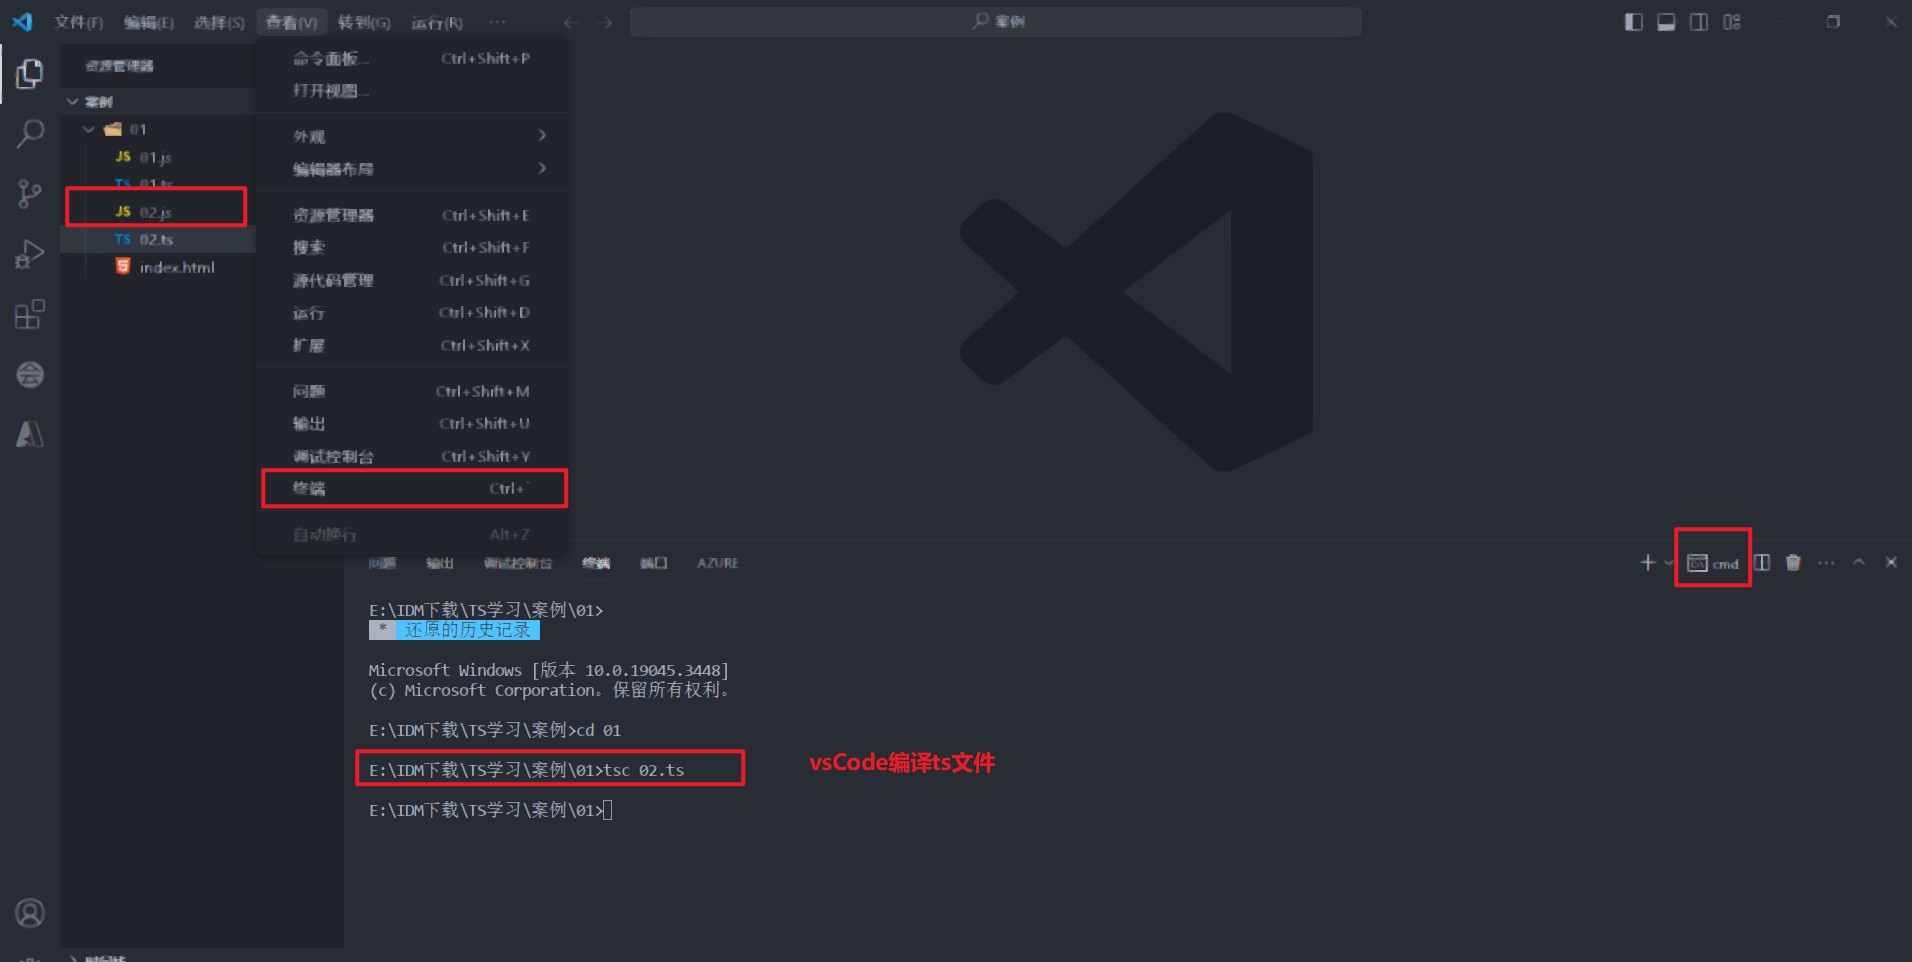 文件(F) 编辑(E) 选择(S) 查看(V) 转到(G) 运行(R) ···
案例
资源管理器
案例
01
JS 01.js
TS 01.ts
JS 02.js
TS 02.ts
index.html
命令面板... Ctrl+Shift+P
打开视图...
外观
编辑器布局
资源管理器 Ctrl+Shift+E
搜索 Ctrl+Shift+F
源代码管理 Ctrl+Shift+G
运行 Ctrl+Shift+D
扩展 Ctrl+Shift+X
问题 Ctrl+Shift+M
输出 Ctrl+Shift+U
调试控制台 Ctrl+Shift+Y
终端 Ctrl+`
自动换行 Alt+Z
问题 输出 调试控制台 终端 端口 AZURE
cmd
E:\IDM下载\TS学习\案例\01>
* 还原的历史记录
Microsoft Windows [版本 10.0.19045.3448]
(c) Microsoft Corporation。保留所有权利。
E:\IDM下载\TS学习\案例>cd 01
E:\IDM下载\TS学习\案例\01>tsc 02.ts
vsCode编译ts文件
E:\IDM下载\TS学习\案例\01>